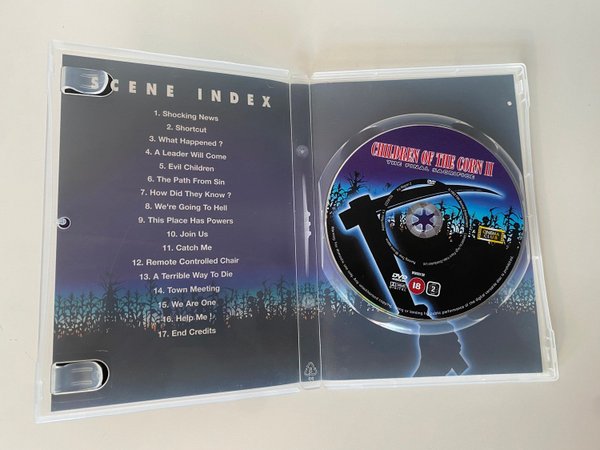 SCENE INDEX
1. Shocking News
2. Shortcut
3. What Happened ?
4. A Leader Will Come
5. Evil Children
6. The Path From Sin
7. How Did They Know ?
8. We're Going To Hell
9. This Place Has Powers
10. Join Us
11. Catch Me
12. Remote Controlled Chair
13. A Terrible Way To Die
14. Town Meeting
15. We Are One
16. Help Me !
17. End Credits
CHILDREN OF THE CORN II
THE FINAL SACRIFICE
DVD
18
2